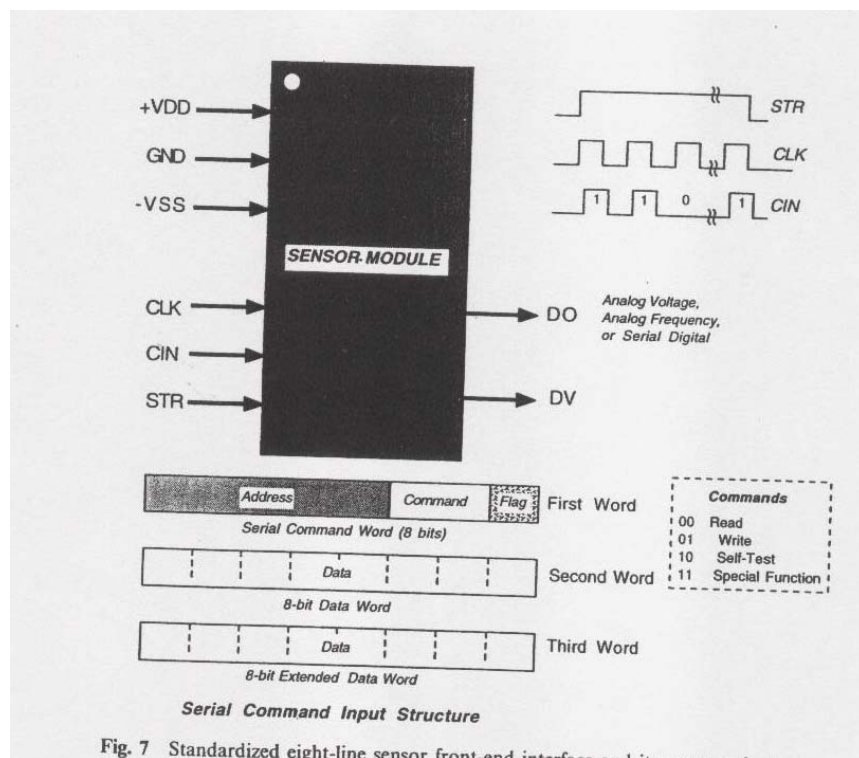 +VDD
GND
-VSS
CLK
CIN
STR
SENSOR-MODULE
DO
DV
STR
CLK
1 1 0 1 CIN
Analog Voltage,
Analog Frequency,
or Serial Digital
Address Command Flag First Word
Serial Command Word (8 bits)
Data Second Word
8-bit Data Word
Data Third Word
8-bit Extended Data Word
Commands
00 Read
01 Write
10 Self-Test
11 Special Function
Serial Command Input Structure
Fig. 7 Standardized eight-line sensor front-end interface